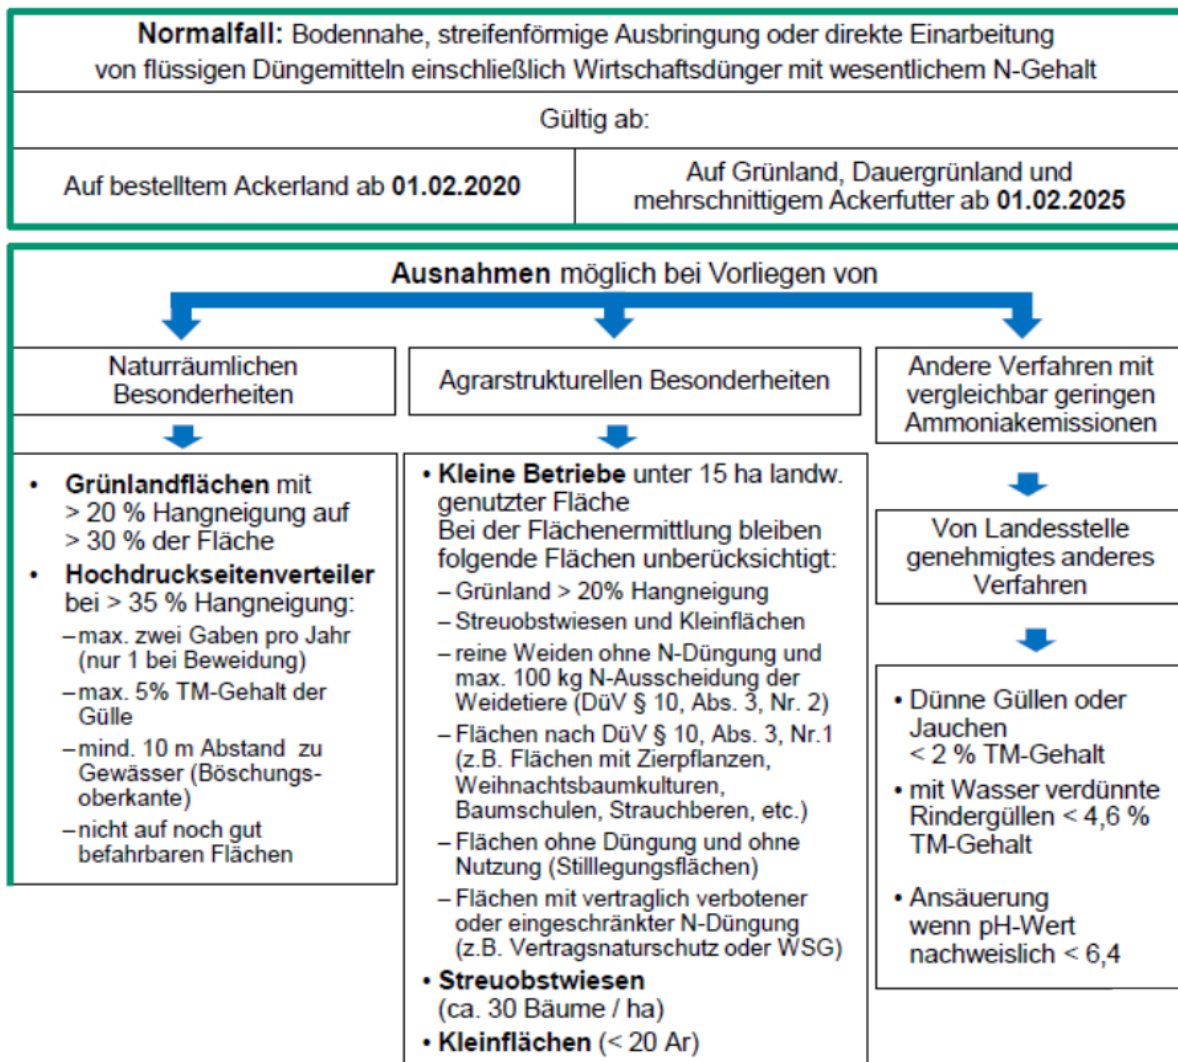 Normalfall: Bodennahe, streifenförmige Ausbringung oder direkte Einarbeitung
von flüssigen Düngemitteln einschließlich Wirtschaftsdünger mit wesentlichem N-Gehalt
Gültig ab:
Auf bestelltem Ackerland ab 01.02.2020
Auf Grünland, Dauergrünland und
mehrschnittigem Ackerfutter ab 01.02.2025
Ausnahmen möglich bei Vorliegen von
Naturräumlichen
Besonderheiten
• Grünlandflächen mit
> 20 % Hangneigung auf
> 30 % der Fläche
• Hochdruckseitenverteiler
bei > 35 % Hangneigung:
– max. zwei Gaben pro Jahr
(nur 1 bei Beweidung)
– max. 5% TM-Gehalt der
Gülle
– mind. 10 m Abstand zu
Gewässer (Böschungs-
oberkante)
– nicht auf noch gut
befahrbaren Flächen
Agrarstrukturellen Besonderheiten
• Kleine Betriebe unter 15 ha landw.
genutzter Fläche
Bei der Flächenermittlung bleiben
folgende Flächen unberücksichtigt:
– Grünland > 20% Hangneigung
– Streuobstwiesen und Kleinflächen
– reine Weiden ohne N-Düngung und
max. 100 kg N-Ausscheidung der
Weidetiere (DüV § 10, Abs. 3, Nr. 2)
– Flächen nach DüV § 10, Abs. 3, Nr.1
(z.B. Flächen mit Zierpflanzen,
Weihnachtsbaumkulturen,
Baumschulen, Strauchberen, etc.)
– Flächen ohne Düngung und ohne
Nutzung (Stilllegungsflächen)
– Flächen mit vertraglich verbotener
oder eingeschränkter N-Düngung
(z.B. Vertragsnaturschutz oder WSG)
• Streuobstwiesen
(ca. 30 Bäume / ha)
• Kleinflächen (< 20 Ar)
Andere Verfahren mit
vergleichbar geringen
Ammoniakemissionen
Von Landesstelle
genehmigtes anderes
Verfahren
• Dünne Güllen oder
Jauchen
< 2 % TM-Gehalt
• mit Wasser verdünnte
Rindergüllen < 4,6 %
TM-Gehalt
• Ansäuerung
wenn pH-Wert
nachweislich < 6,4